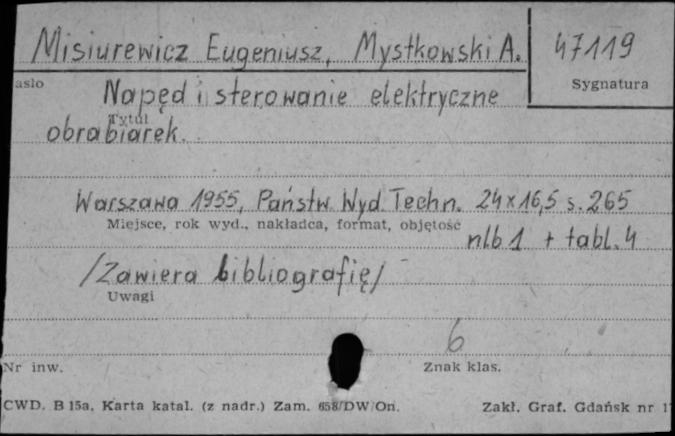 Misiurewicz Eugeniusz, Mystkowski A.
47119
asło
Sygnatura
Napęd i sterowanie elektryczne
Tytuł
obrabiarek.
Warszawa 1955, Państw. Wyd. Techn. 24x16,5 s. 265
Miejsce, rok wyd., nakładca, format, objętość
nlb 1 + tabl. 4
/Zawiera bibliografię/
Uwagi
6
Nr inw.
Znak klas.
CWD. B 15a. Karta katal. (z nadr.) Zam. 658/DW/On.
Zakł. Graf. Gdańsk nr 1